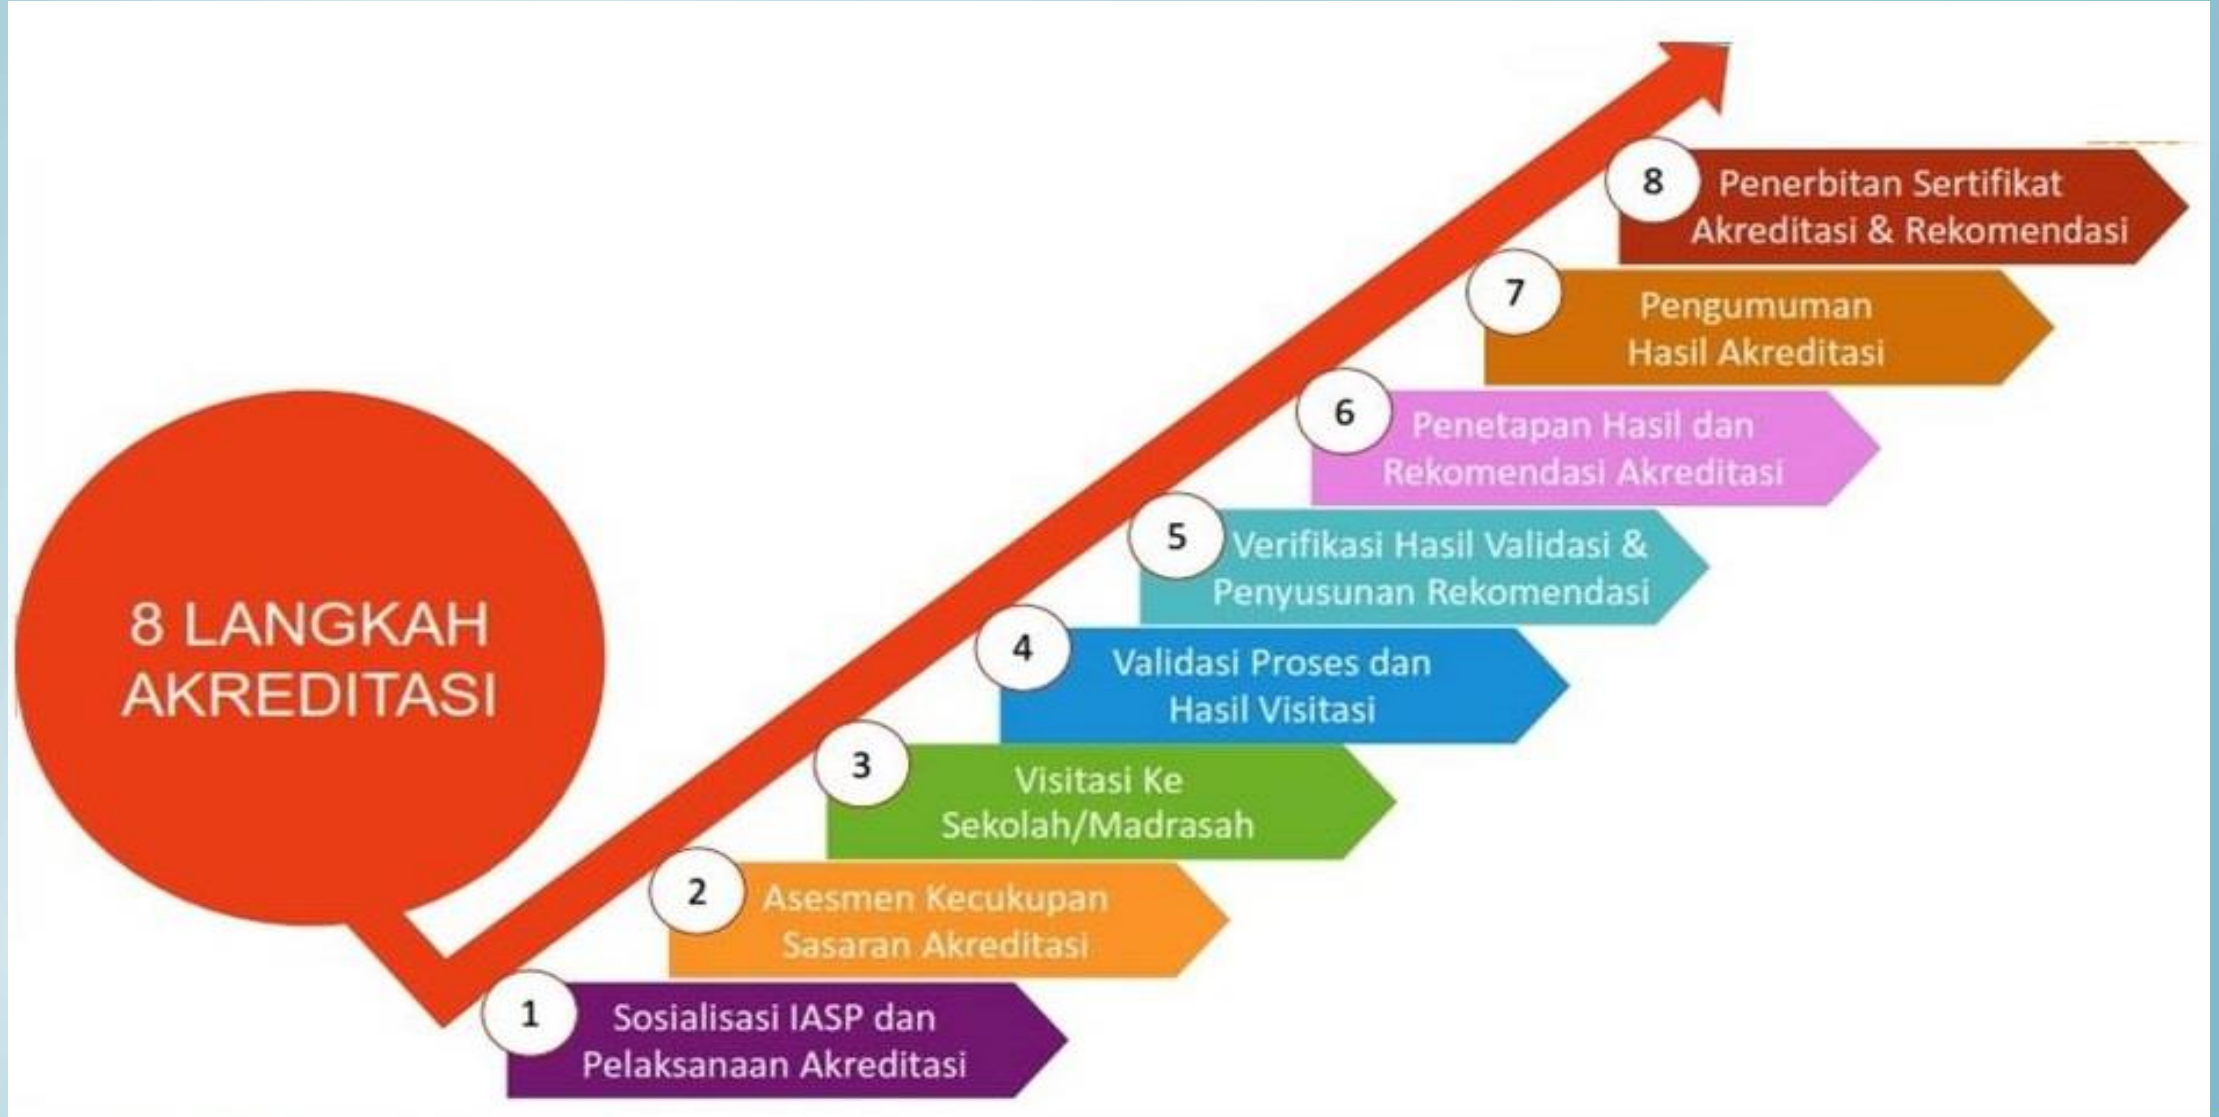 8 LANGKAH
AKREDITASI
1
Sosialisasi IASP dan
Pelaksanaan Akreditasi
2
Asesmen Kecukupan
Sasaran Akreditasi
3
Visitasi Ke
Sekolah/Madrasah
4
Validasi Proses dan
Hasil Visitasi
5
Verifikasi Hasil Validasi &
Penyusunan Rekomendasi
6
Penetapan Hasil dan
Rekomendasi Akreditasi
7
Pengumuman
Hasil Akreditasi
8
Penerbitan Sertifikat
Akreditasi & Rekomendasi